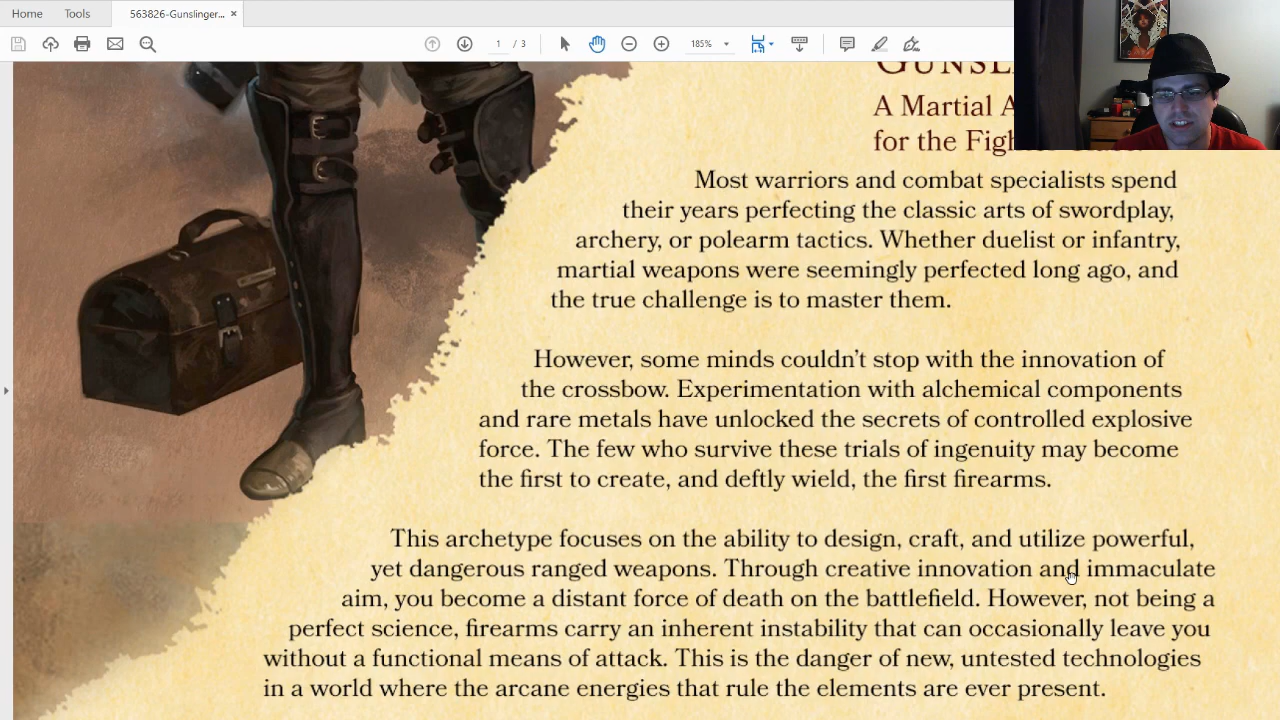 Home
Tools
563826-Gunslinger...
1 / 3
185%
A Martial
for the
Most warriors and combat specialists spend
their years perfecting the classic arts of swordplay,
archery, or polearm tactics. Whether duelist or infantry,
martial weapons were seemingly perfected long ago, and
the true challenge is to master them.
However, some minds couldn't stop with the innovation of
the crossbow. Experimentation with alchemical components
and rare metals have unlocked the secrets of controlled explosive
force. The few who survive these trials of ingenuity may become
the first to create, and deftly wield, the first firearms.
This archetype focuses on the ability to design, craft, and utilize powerful,
yet dangerous ranged weapons. Through creative innovation and immaculate
aim, you become a distant force of death on the battlefield. However, not being a
perfect science, firearms carry an inherent instability that can occasionally leave you
without a functional means of attack. This is the danger of new, untested technologies
in a world where the arcane energies that rule the elements are ever present.